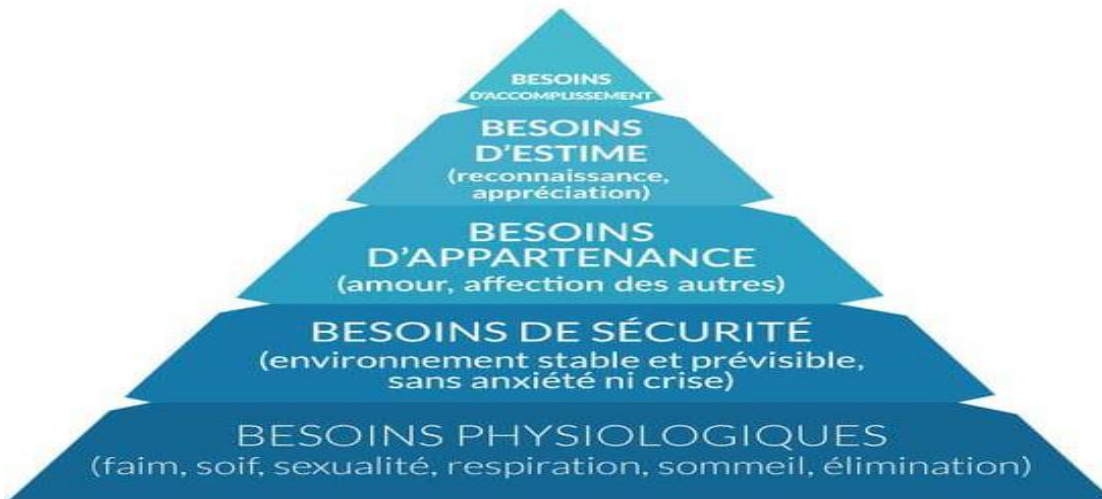 BESOINS
D'ACCOMPLISSEMENT
BESOINS
D'ESTIME
(reconnaissance,
appréciation)
BESOINS
D'APPARTENANCE
(amour, affection des autres)
BESOINS DE SÉCURITÉ
(environnement stable et prévisible,
sans anxiété ni crise)
BESOINS PHYSIOLOGIQUES
(faim, soif, sexualité, respiration, sommeil, élimination)